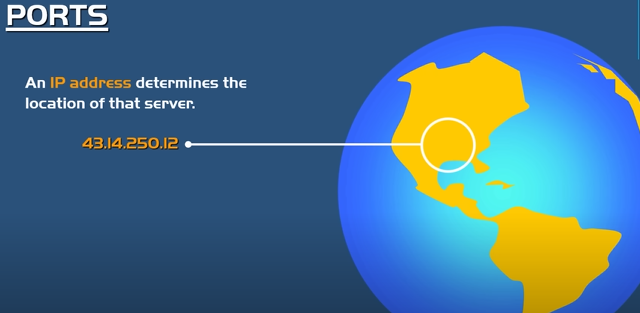 PORTS
An IP address determines the
location of that server.
43.14.250.12